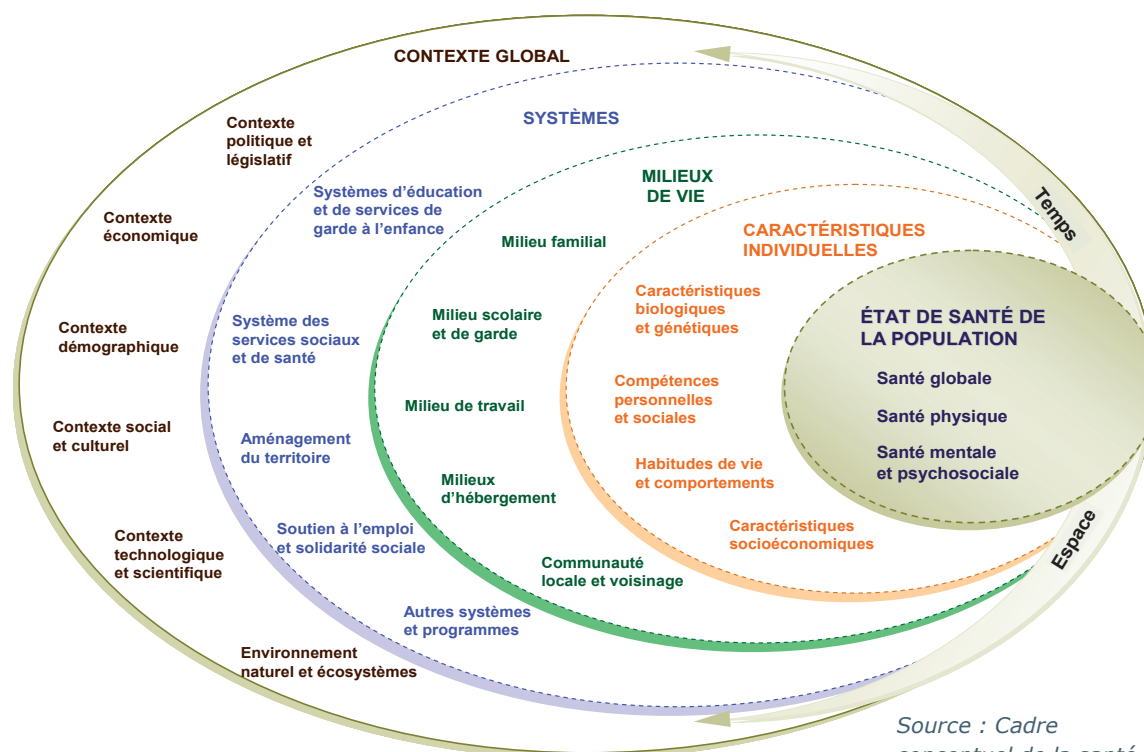 CONTEXTE GLOBAL
Contexte
politique et
législatif
Contexte
économique
Contexte
démographique
Contexte social
et culturel
Contexte
technologique
et scientifique
Environnement
naturel et écosystèmes
SYSTÈMES
Systèmes d'éducation
et de services de
garde à l'enfance
Système des
services sociaux
et de santé
Aménagement
du territoire
Soutien à l'emploi
et solidarité sociale
Autres systèmes
et programmes
MILIEUX
DE VIE
Milieu familial
Milieu scolaire
et de garde
Milieu de travail
Milieux
d'hébergement
Communauté
locale et voisinage
CARACTÉRISTIQUES
INDIVIDUELLES
Caractéristiques
biologiques
et génétiques
Compétences
personnelles
et sociales
Habitudes de vie
et comportements
Caractéristiques
socioéconomiques
ÉTAT DE SANTÉ DE
LA POPULATION
Santé globale
Santé physique
Santé mentale
et psychosociale
Temps
Espace
Source : Cadre
conceptuel de la santé